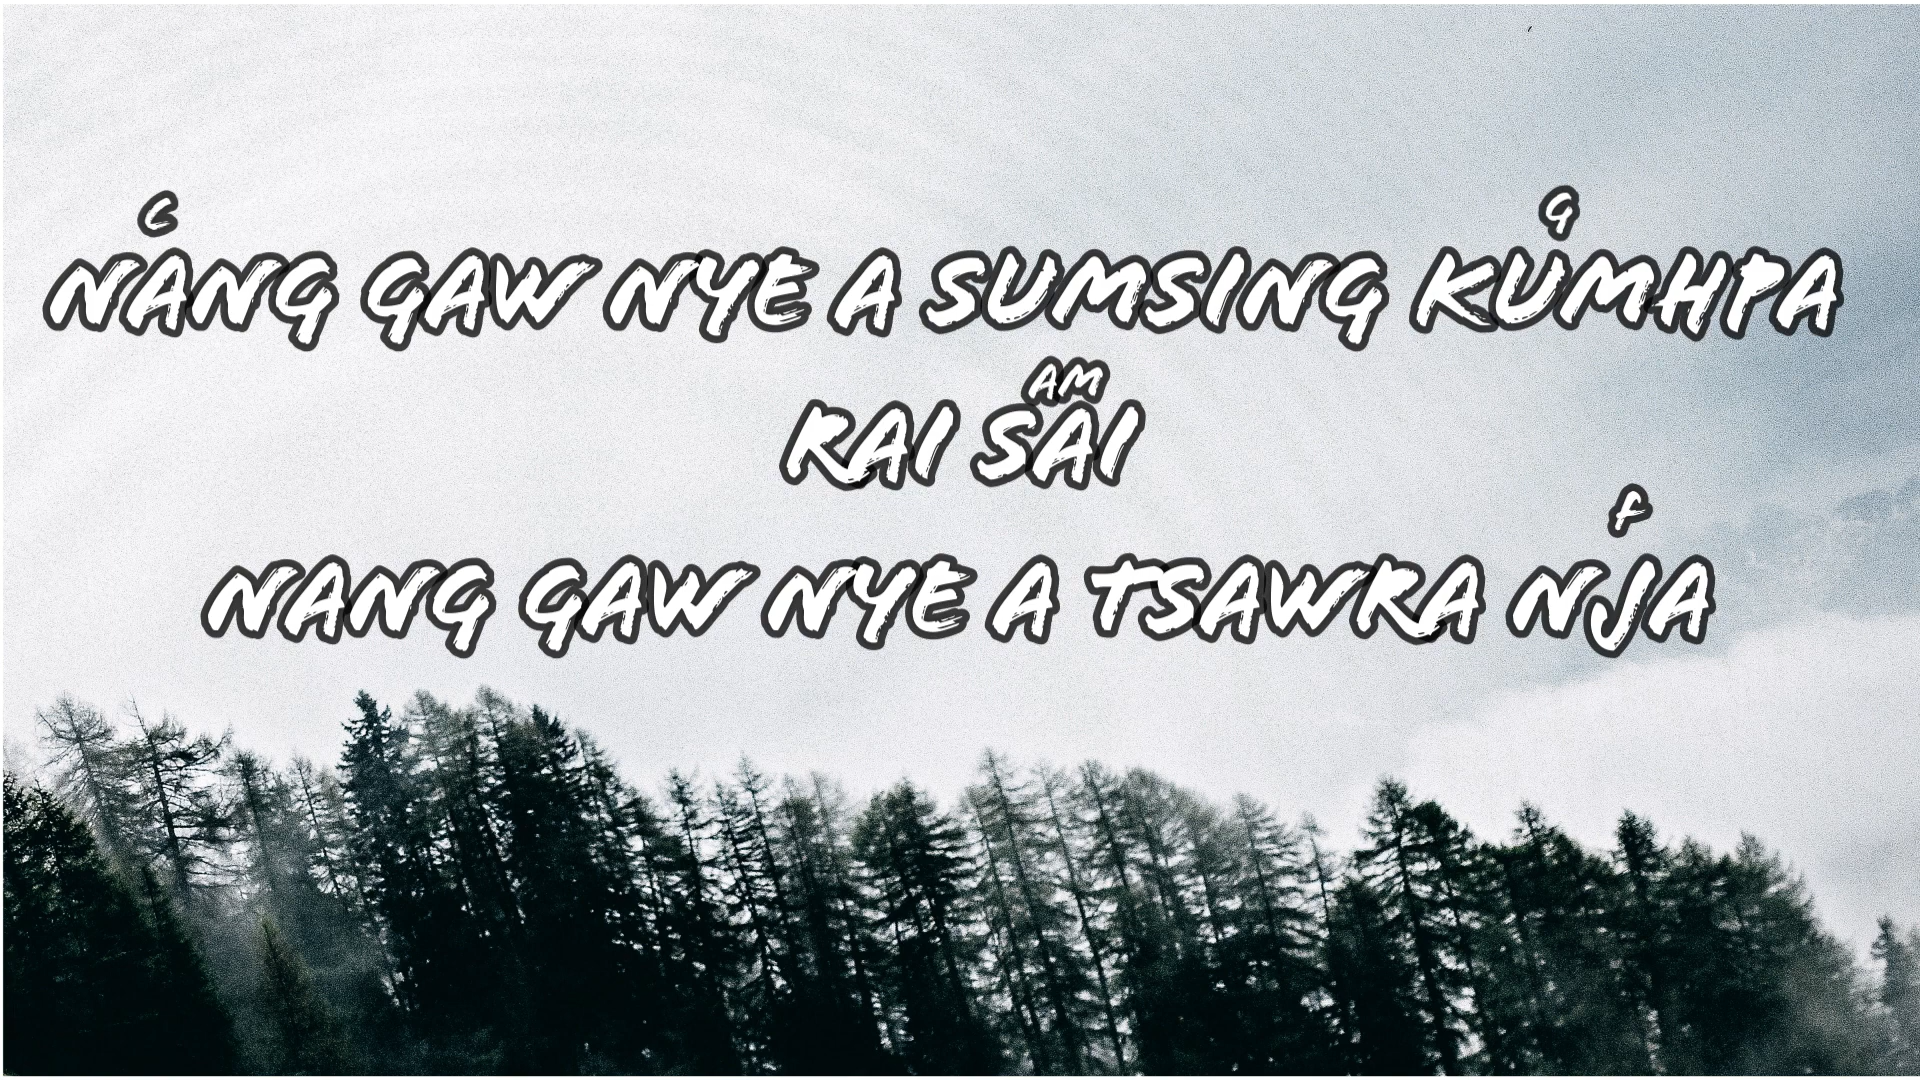 C G
NANG GAW NYE A SUMSING KUMHPA
AM
RAI SAI
F
NANG GAW NYE A TSAWRA NJA